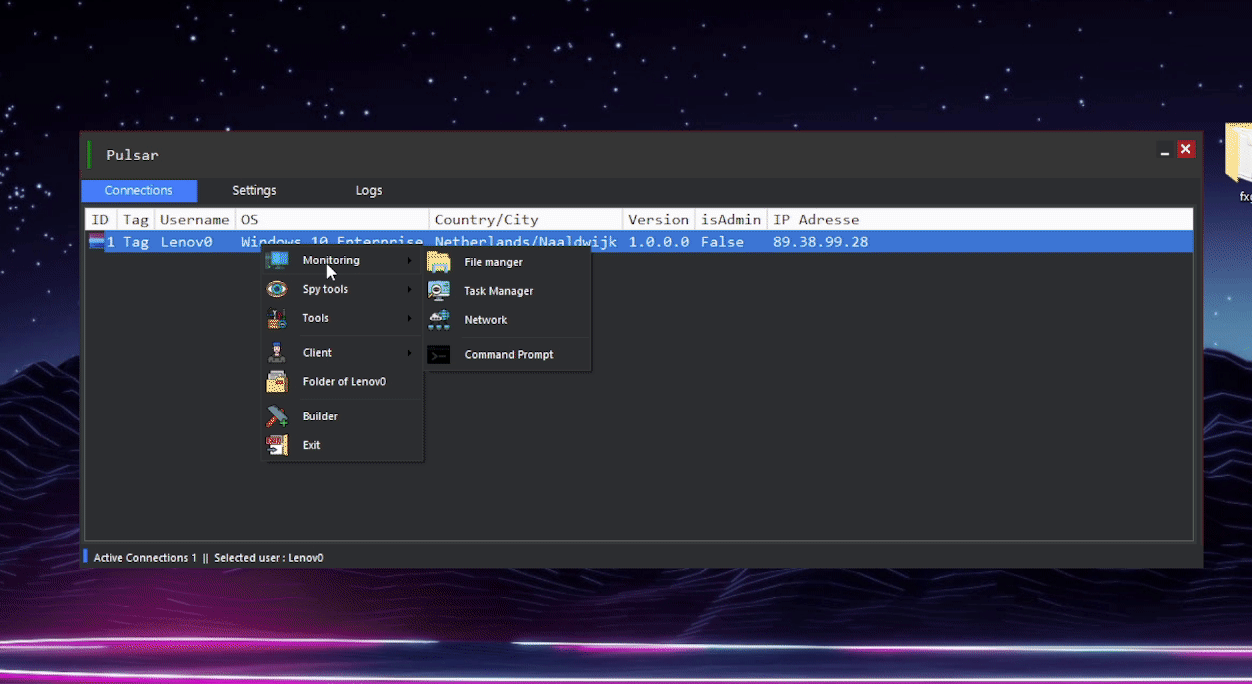 Pulsar
Connections Settings Logs
ID Tag Username OS Country/City Version isAdmin IP Adresse
1 Tag Lenov0 Windows 10 Enterprise Netherlands/Naaldwijk 1.0.0.0 False 89.38.99.28
Monitoring File manger
Spy tools Task Manager
Tools Network
Client Command Prompt
Folder of Lenov0
Builder
Exit
Active Connections 1 || Selected user : Lenov0